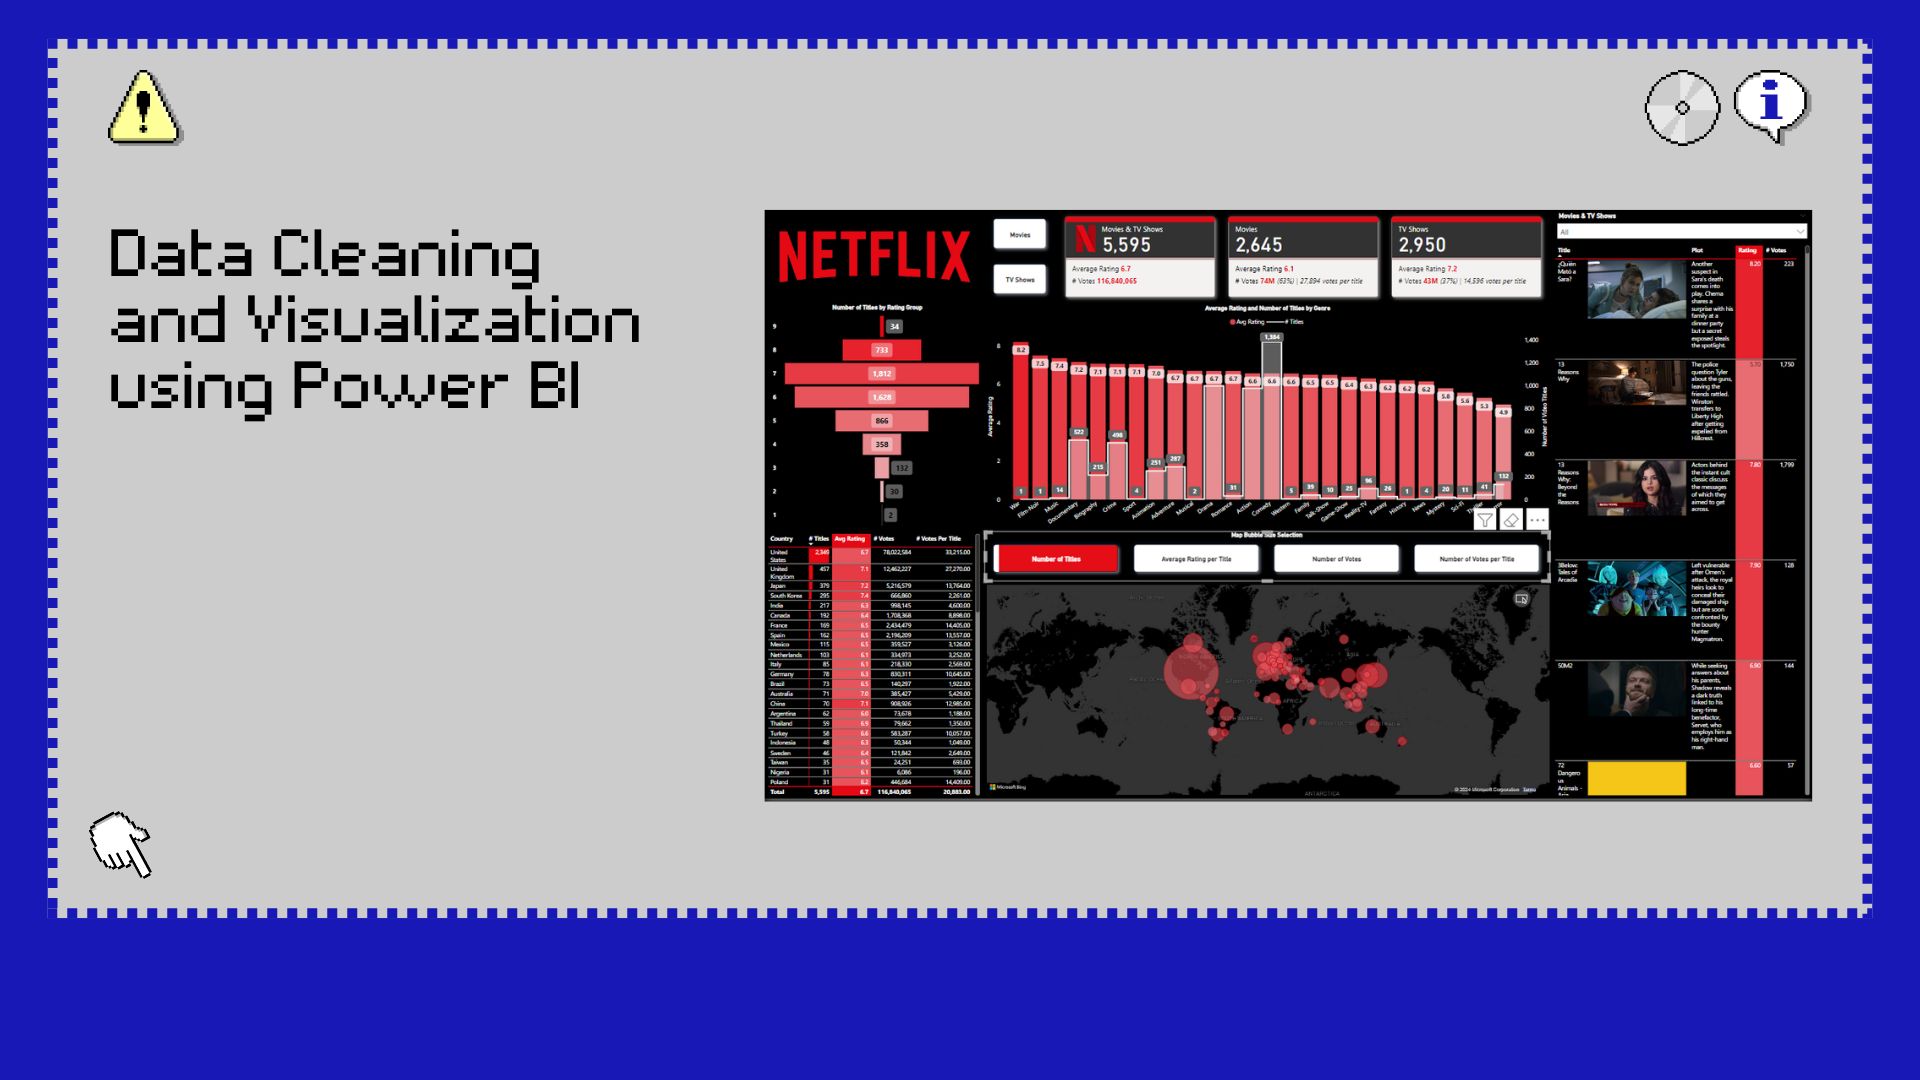 Data Cleaning
and Visualization
using Power BI
NETFLIX
Movies
TV Shows
Movies & TV Shows
5,595
Average Rating 6.7
# Votes 116,840,065
Movies
2,645
Average Rating 6.1
# Votes 74M (63%) | 27,894 votes per title
TV Shows
2,950
Average Rating 7.2
# Votes 43M (37%) | 14,596 votes per title
Number of Titles by Rating Group
9 34
8 733
7 1,812
6 1,628
5 866
4 358
3 132
2 30
1 2
Average Rating and Number of Titles by Genre
Avg Rating # Titles
Average Rating
Number of Video Titles
8
6
4
2
0
1,400
1,200
1,000
800
600
400
200
0
8.2 7.5 7.4 7.2 7.1 7.1 7.1 7.0 6.7 6.7 6.7 6.7 6.6 6.6 6.6 6.5 6.5 6.4 6.3 6.2 6.2 6.2 5.8 5.6 5.3 4.9
1 1 14 522 215 498 4 251 287 2 31 1,384 5 39 10 25 96 26 1 4 20 11 41 132
War Film-Noir Music Documentary Biography Crime Sport Animation Adventure Musical Drama Romance Action Comedy Western Family Talk-Show Game-Show Reality-TV Fantasy History News Mystery Sci-Fi Thriller
Country # Titles Avg Rating # Votes # Votes Per Title
United States 2,349 6.7 78,022,584 33,215.00
United Kingdom 457 7.1 12,462,227 27,270.00
Japan 379 7.2 5,216,579 13,764.00
South Korea 295 7.4 666,860 2,261.00
India 217 6.3 998,145 4,600.00
Canada 192 6.4 1,708,368 8,898.00
France 169 6.5 2,434,479 14,405.00
Spain 162 6.5 2,196,209 13,557.00
Mexico 115 6.5 359,527 3,126.00
Netherlands 103 6.1 334,973 3,252.00
Italy 85 6.1 218,330 2,569.00
Germany 78 6.3 830,311 10,645.00
Brazil 73 6.5 140,297 1,922.00
Australia 71 7.0 385,427 5,429.00
China 70 7.1 908,926 12,985.00
Argentina 62 6.0 73,678 1,188.00
Thailand 59 6.9 79,662 1,350.00
Turkey 58 6.6 583,287 10,057.00
Indonesia 48 6.3 50,344 1,049.00
Sweden 46 6.4 121,842 2,649.00
Taiwan 35 6.5 24,251 693.00
Nigeria 31 6.1 6,086 196.00
Poland 31 6.2 446,684 14,409.00
Total 5,595 6.7 116,840,065 20,883.00
Map Bubble Size Selection
Number of Titles
Average Rating per Title
Number of Votes
Number of Votes per Title
ASIA
AFRICA
ANTARCTICA
Microsoft Bing
© 2024 Microsoft Corporation Terms
Movies & TV Shows
All
Title Plot Rating # Votes
¿Quién Mató a Sara?
Another suspect in Sara's death comes into play. Chema shares a surprise with his family at a dinner party but a secret exposed steals the spotlight.
8.20 223
13 Reasons Why
The police question Tyler about the guns, leaving the friends rattled. Winston transfers to Liberty High after getting expelled from Hillcrest.
5.70 1,750
13 Reasons Why: Beyond the Reasons
Actors behind the instant cult classic discuss the messages of which they aimed to get across.
7.80 1,799
3Below: Tales of Arcadia
Left vulnerable after Omen's attack, the royal heirs look to conceal their damaged ship but are soon confronted by the bounty hunter Magmatron.
7.90 128
50M2
While seeking answers about his parents, Shadow reveals a dark truth linked to his long-time benefactor, Servet, who employs him as his right-hand man.
6.90 144
72 Dangero us Animals -
6.60 57